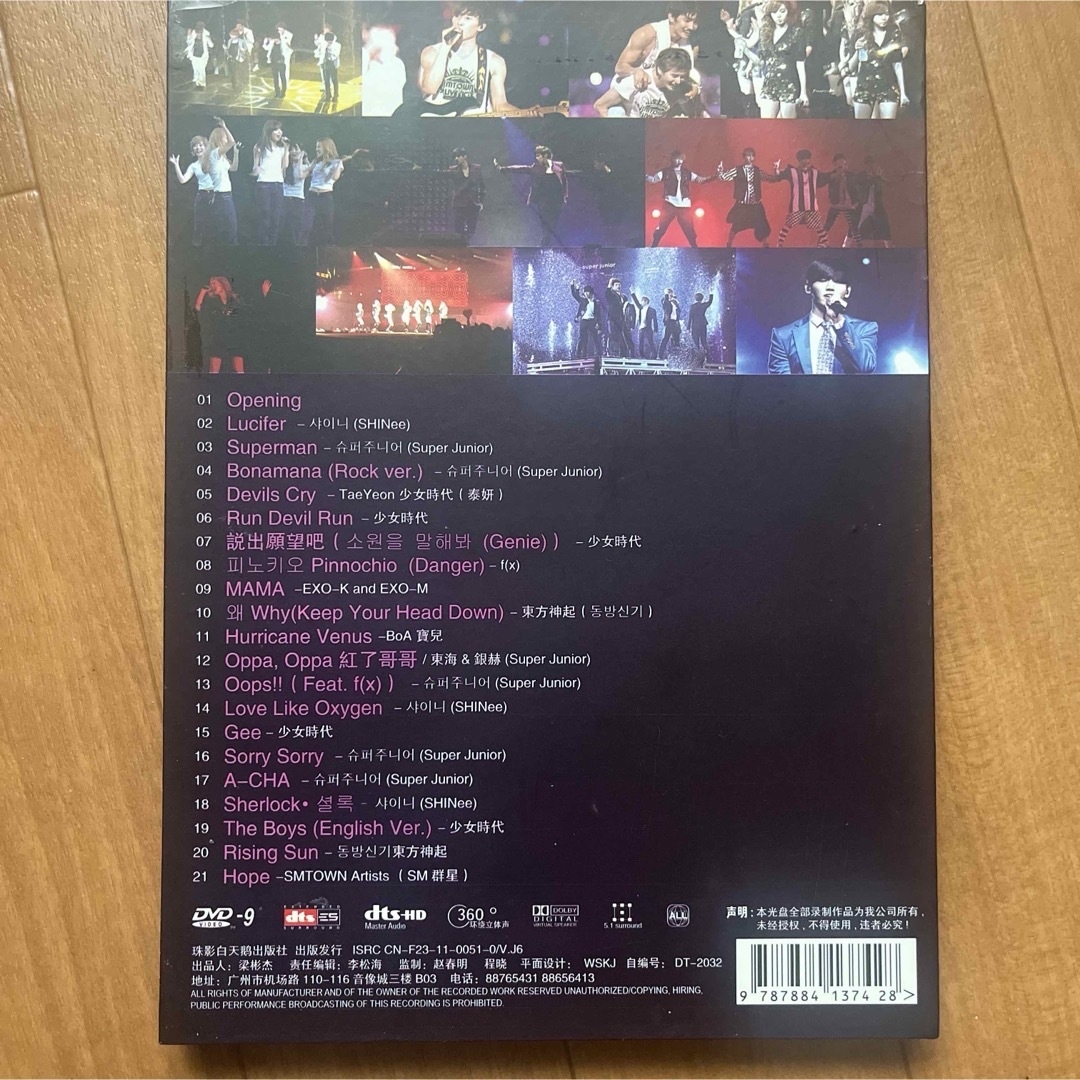 super junior
01 Opening
02 Lucifer – 샤이니 (SHINee)
03 Superman – 슈퍼주니어 (Super Junior)
04 Bonamana (Rock ver.) – 슈퍼주니어 (Super Junior)
05 Devils Cry – TaeYeon 少女時代 ( 泰妍 )
06 Run Devil Run – 少女時代
07 説出願望吧 ( 소원을 말해봐 (Genie) ) – 少女時代
08 피노키오 Pinnochio (Danger) – f(x)
09 MAMA –EXO-K and EXO-M
10 왜 Why(Keep Your Head Down) – 東方神起 ( 동방신기 )
11 Hurricane Venus –BoA 寶兒
12 Oppa, Oppa 紅了哥哥 / 東海 & 銀赫 (Super Junior)
13 Oops!! ( Feat. f(x) ) – 슈퍼주니어 (Super Junior)
14 Love Like Oxygen – 샤이니 (SHINee)
15 Gee – 少女時代
16 Sorry Sorry – 슈퍼주니어 (Super Junior)
17 A–CHA – 슈퍼주니어 (Super Junior)
18 Sherlock• 셜록 – 샤이니 (SHINee)
19 The Boys (English Ver.) – 少女時代
20 Rising Sun – 동방신기東方神起
21 Hope –SMTOWN Artists ( SM 群星 )
DVD VIDEO -9 dts ES SURROUND dts-HD Master Audio 360° 环绕立体声 DOLBY DIGITAL VIRTUAL SPEAKER 5.1 surround ALL
声明：本光盘全部录制作品为我公司所有，
未经授权，不得使用，违者必究！
珠影白天鹅出版社 出版发行 ISRC CN-F23-11-0051-0/V.J6
出品人：梁彬杰 责任编辑：李松海 监制：赵春明 程晓 平面设计： WSKJ 自编号： DT-2032
地址：广州市机场路 110-116 音像城三楼 B03 电话：88765431 88656413
ALL RIGHTS OF MANUFACTURER AND OF THE OWNER OF THE RECORDED WORK RESERVED UNAUTHORIZED/COPYING, HIRING,
PUBLIC PERFORMANCE BROADCASTING OF THIS RECORDING IS PROHIBITED.
9 787884 137428 >